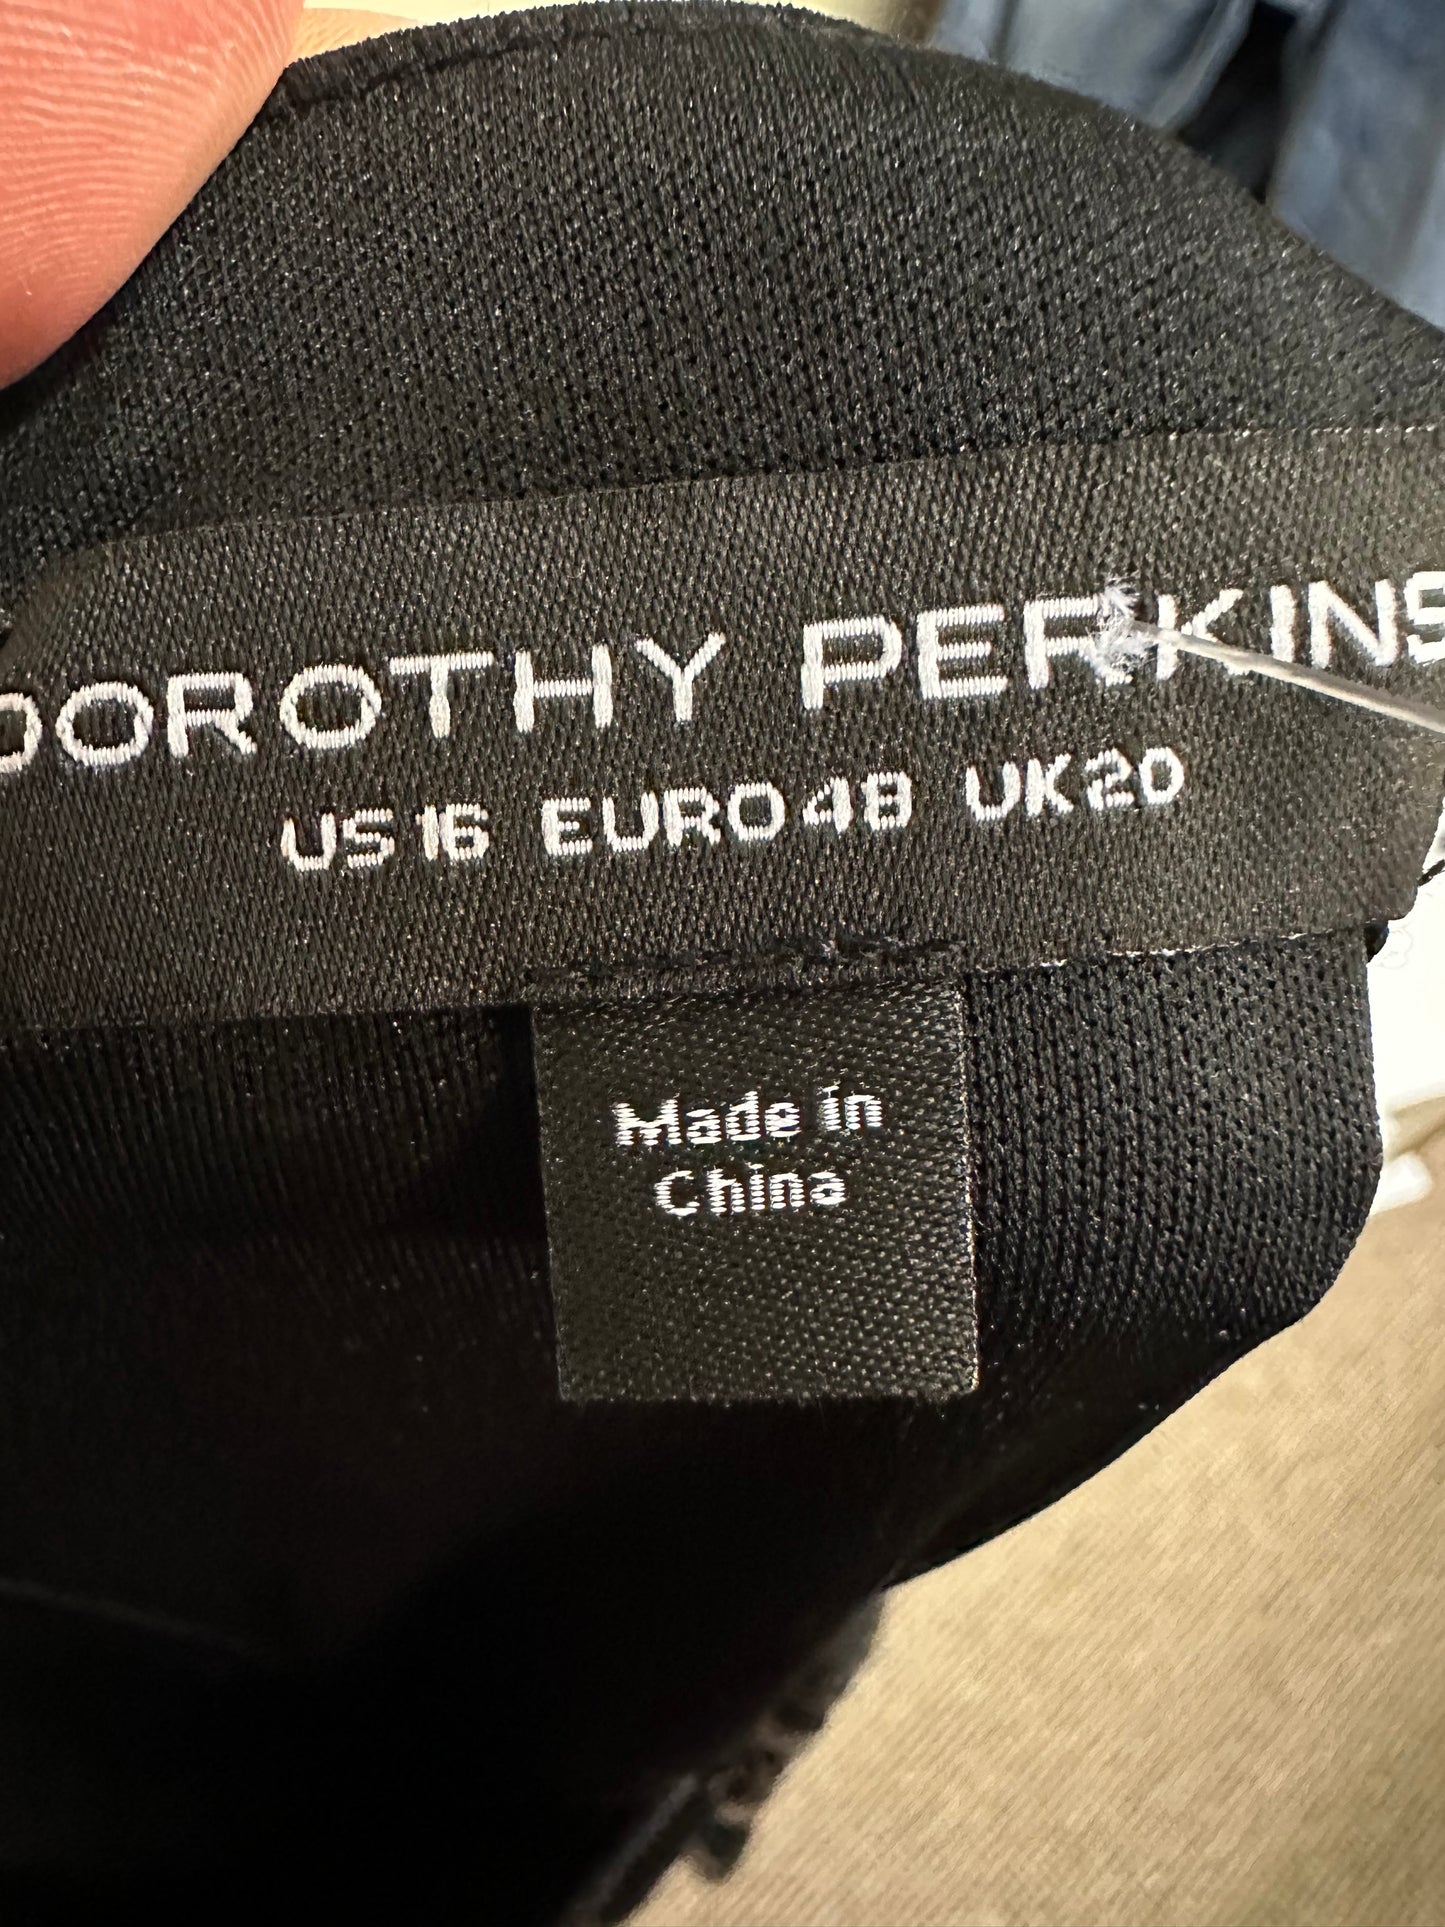 DOROTHY PERKINS
US16 EURO48 UK20
Made in
China